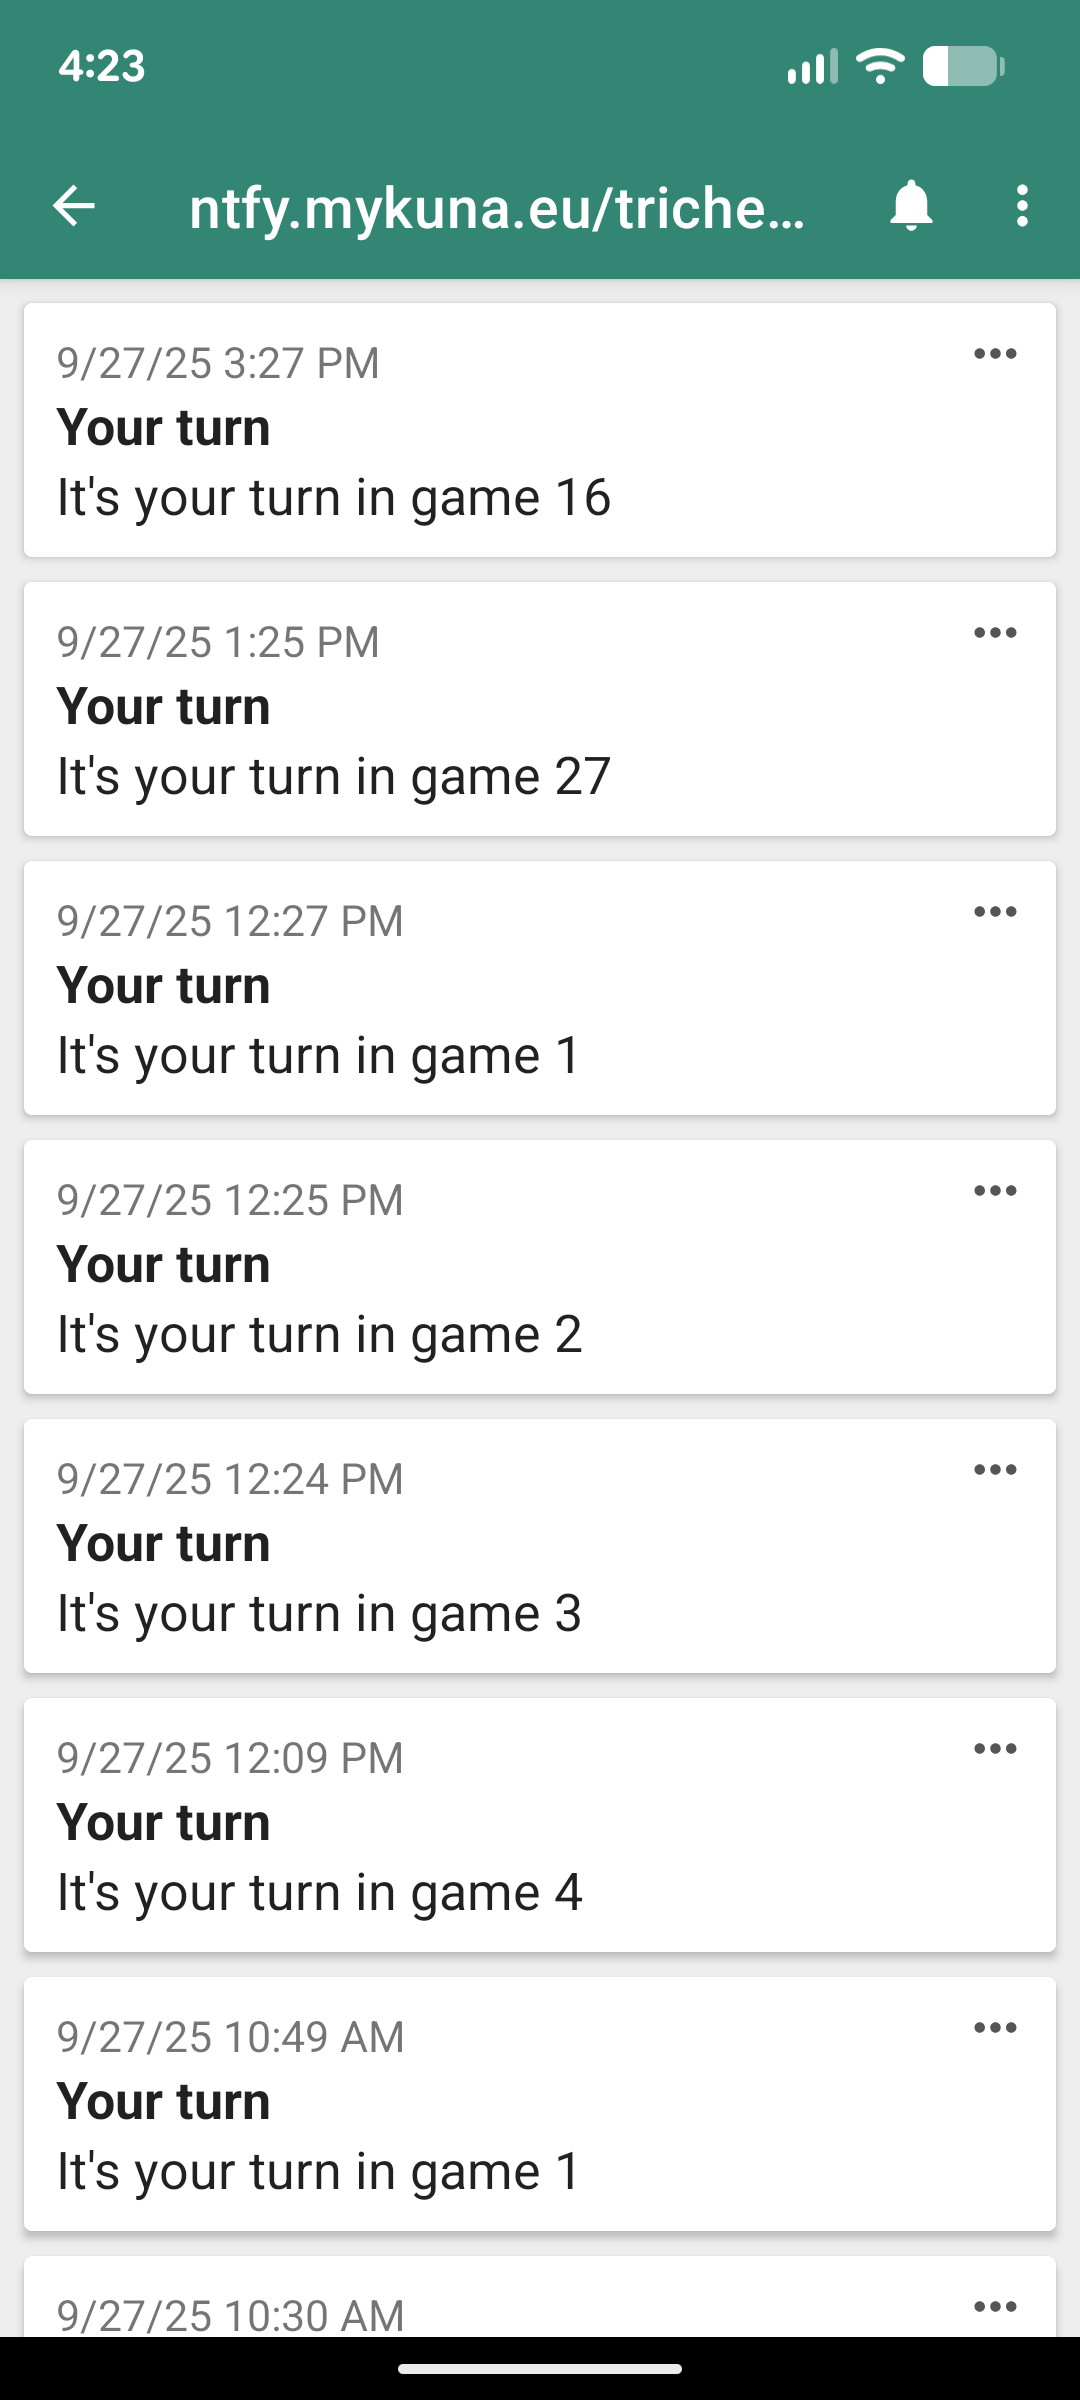 4:23
ntfy.mykuna.eu/triche...
9/27/25 3:27 PM
Your turn
It's your turn in game 16
9/27/25 1:25 PM
Your turn
It's your turn in game 27
9/27/25 12:27 PM
Your turn
It's your turn in game 1
9/27/25 12:25 PM
Your turn
It's your turn in game 2
9/27/25 12:24 PM
Your turn
It's your turn in game 3
9/27/25 12:09 PM
Your turn
It's your turn in game 4
9/27/25 10:49 AM
Your turn
It's your turn in game 1
9/27/25 10:30 AM